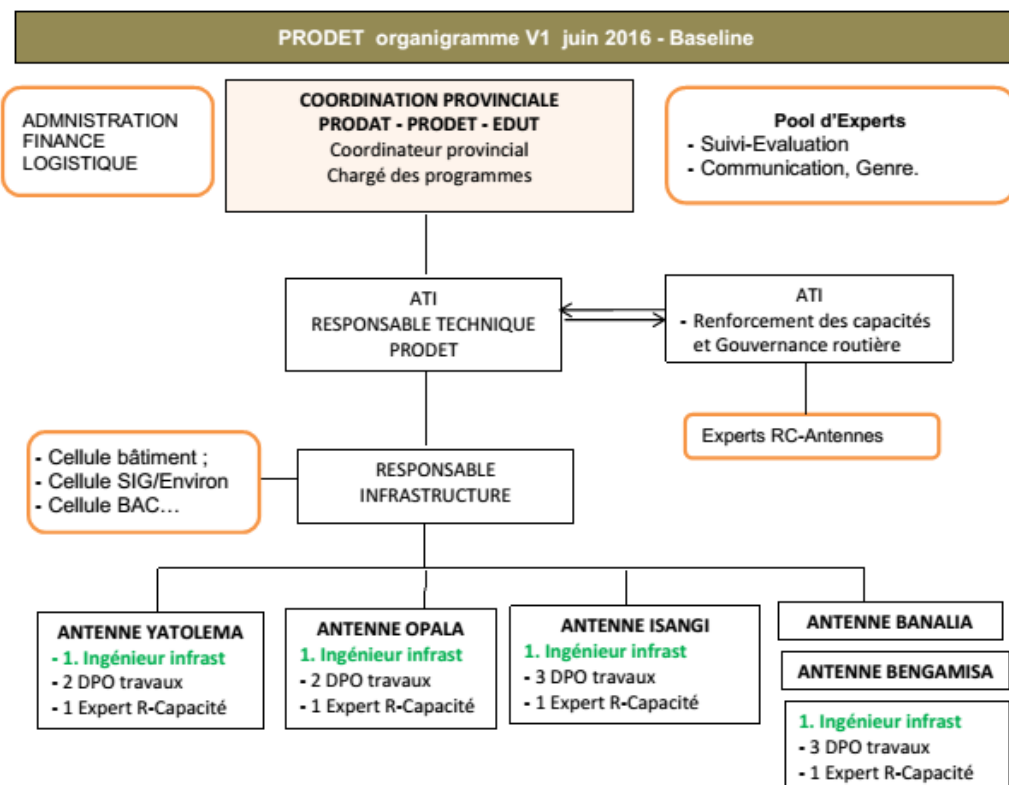 PRODET organigramme V1 juin 2016 - Baseline
ADMNISTRATION
FINANCE
LOGISTIQUE
COORDINATION PROVINCIALE
PRODAT - PRODET - EDUT
Coordinateur provincial
Chargé des programmes
Pool d'Experts
- Suivi-Evaluation
- Communication, Genre.
ATI
RESPONSABLE TECHNIQUE
PRODET
ATI
- Renforcement des capacités
et Gouvernance routière
Experts RC-Antennes
- Cellule bâtiment ;
- Cellule SIG/Environ
- Cellule BAC…
RESPONSABLE
INFRASTRUCTURE
ANTENNE YATOLEMA
- 1. Ingénieur infrast
- 2 DPO travaux
- 1 Expert R-Capacité
ANTENNE OPALA
1. Ingénieur infrast
- 2 DPO travaux
- 1 Expert R-Capacité
ANTENNE ISANGI
1. Ingénieur infrast
- 3 DPO travaux
- 1 Expert R-Capacité
ANTENNE BANALIA
ANTENNE BENGAMISA
1. Ingénieur infrast
- 3 DPO travaux
- 1 Expert R-Capacité